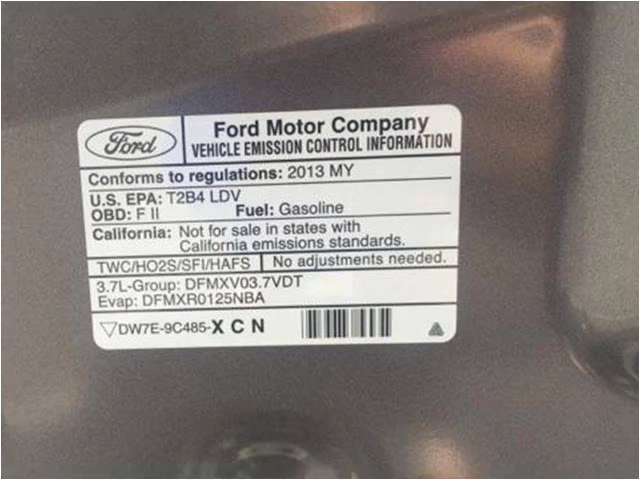 Ford
Ford Motor Company
VEHICLE EMISSION CONTROL INFORMATION
Conforms to regulations: 2013 MY
U.S. EPA: T2B4 LDV
OBD: F II Fuel: Gasoline
California: Not for sale in states with
California emissions standards.
TWC/HO2S/SFI/HAFS No adjustments needed.
3.7L-Group: DFMXV03.7VDT
Evap: DFMXR0125NBA
DW7E-9C485-X C N